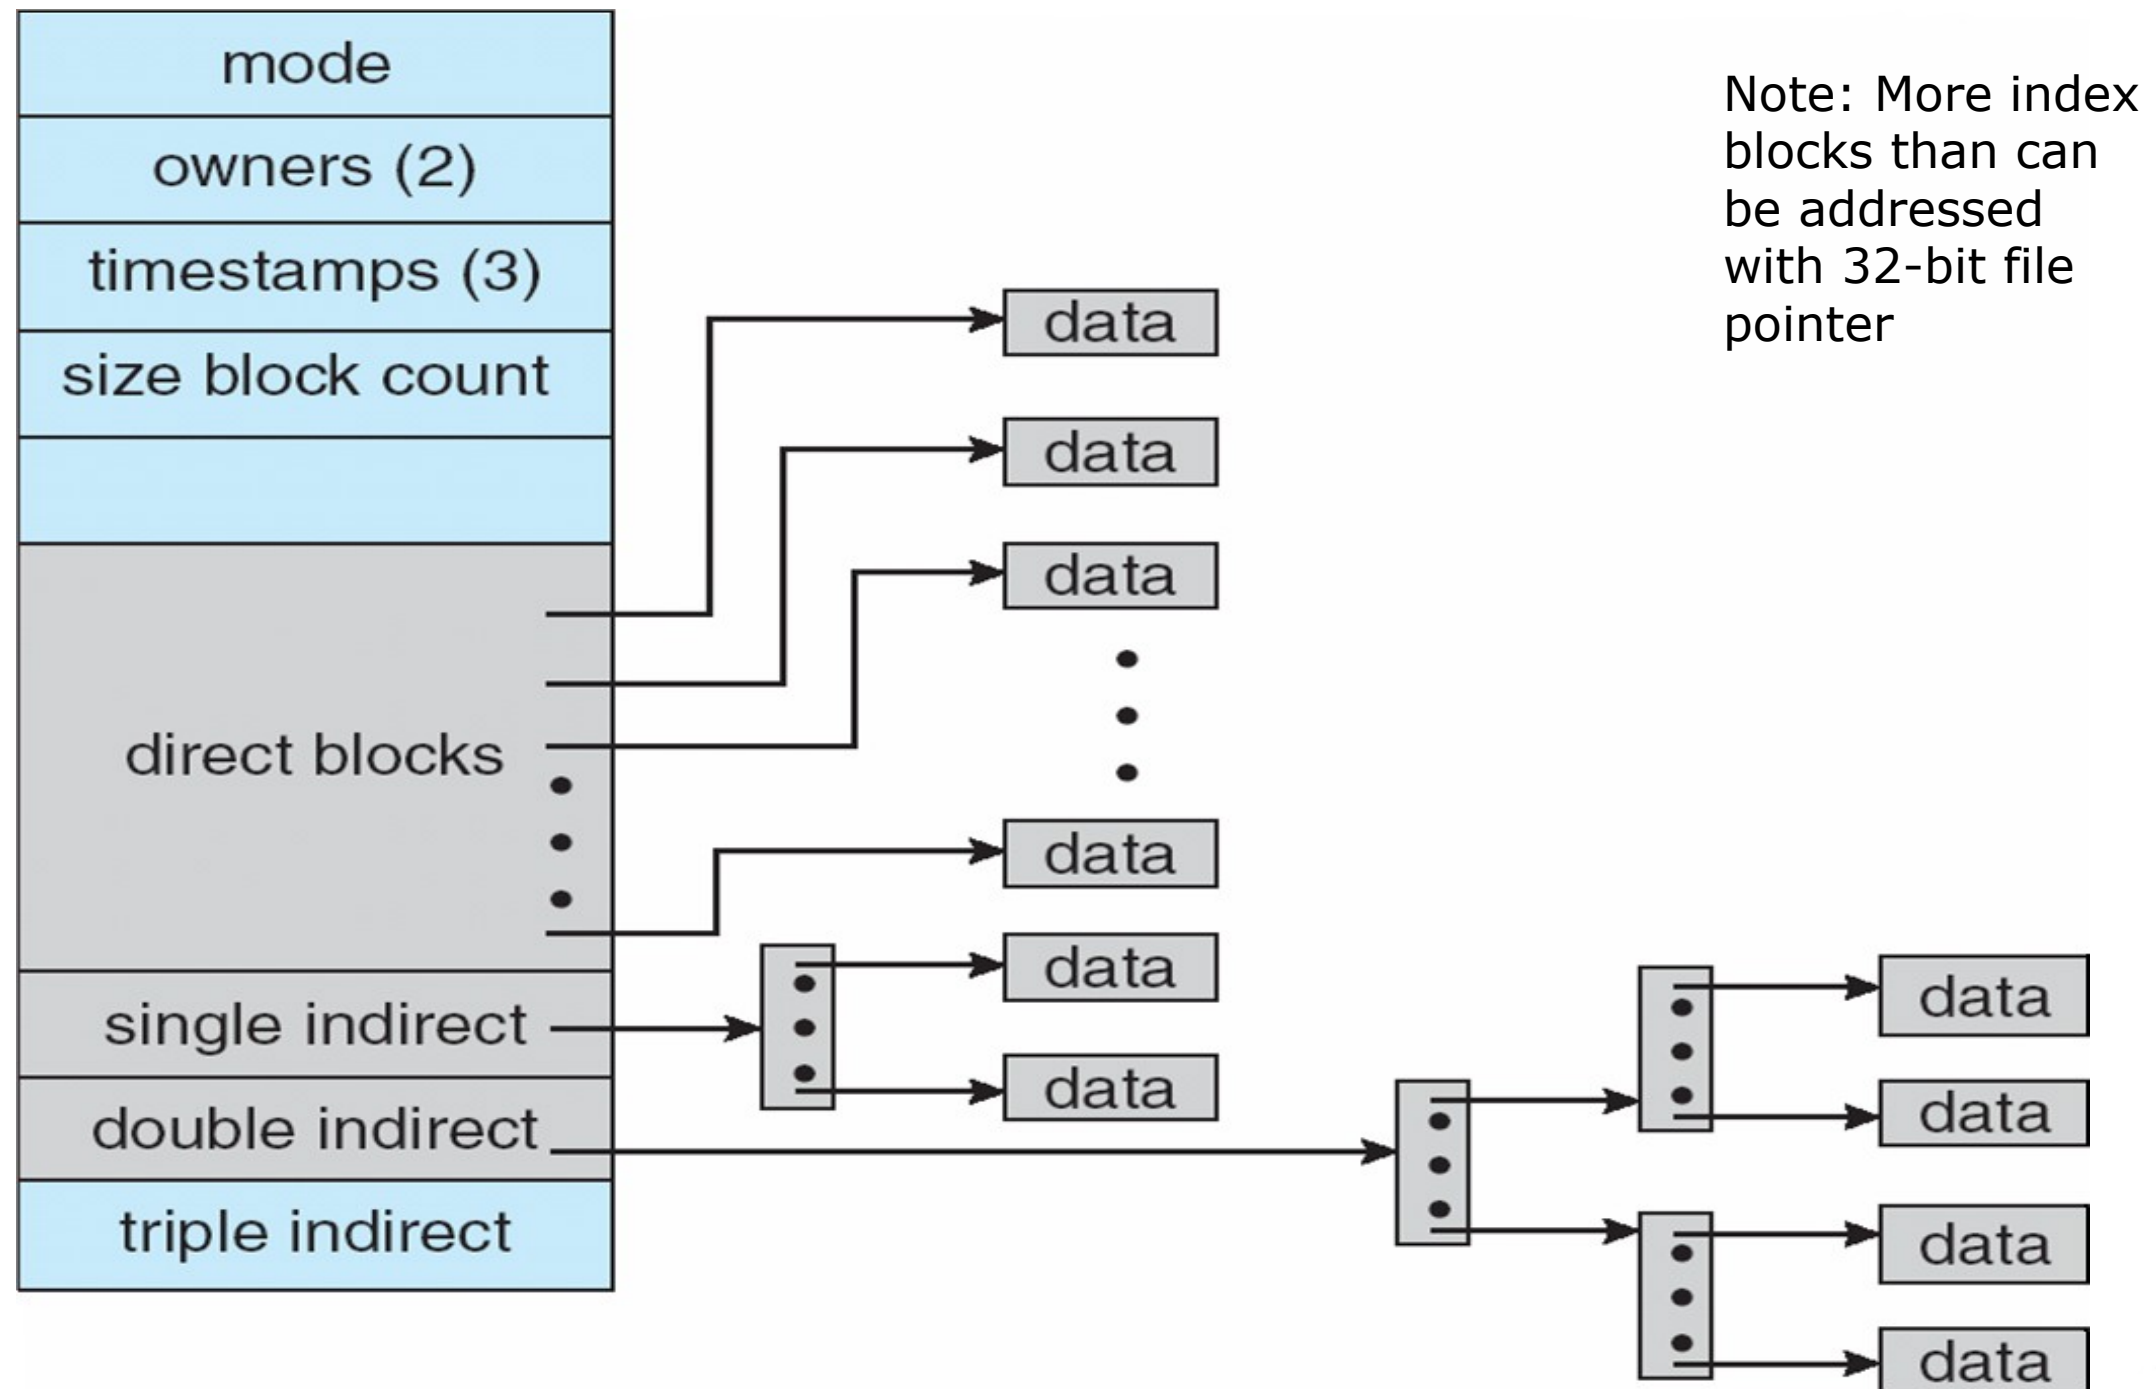 mode
owners (2)
timestamps (3)
size block count
direct blocks
single indirect
double indirect
triple indirect
data
data
data
data
data
data
data
data
data
data
Note: More index
blocks than can
be addressed
with 32-bit file
pointer